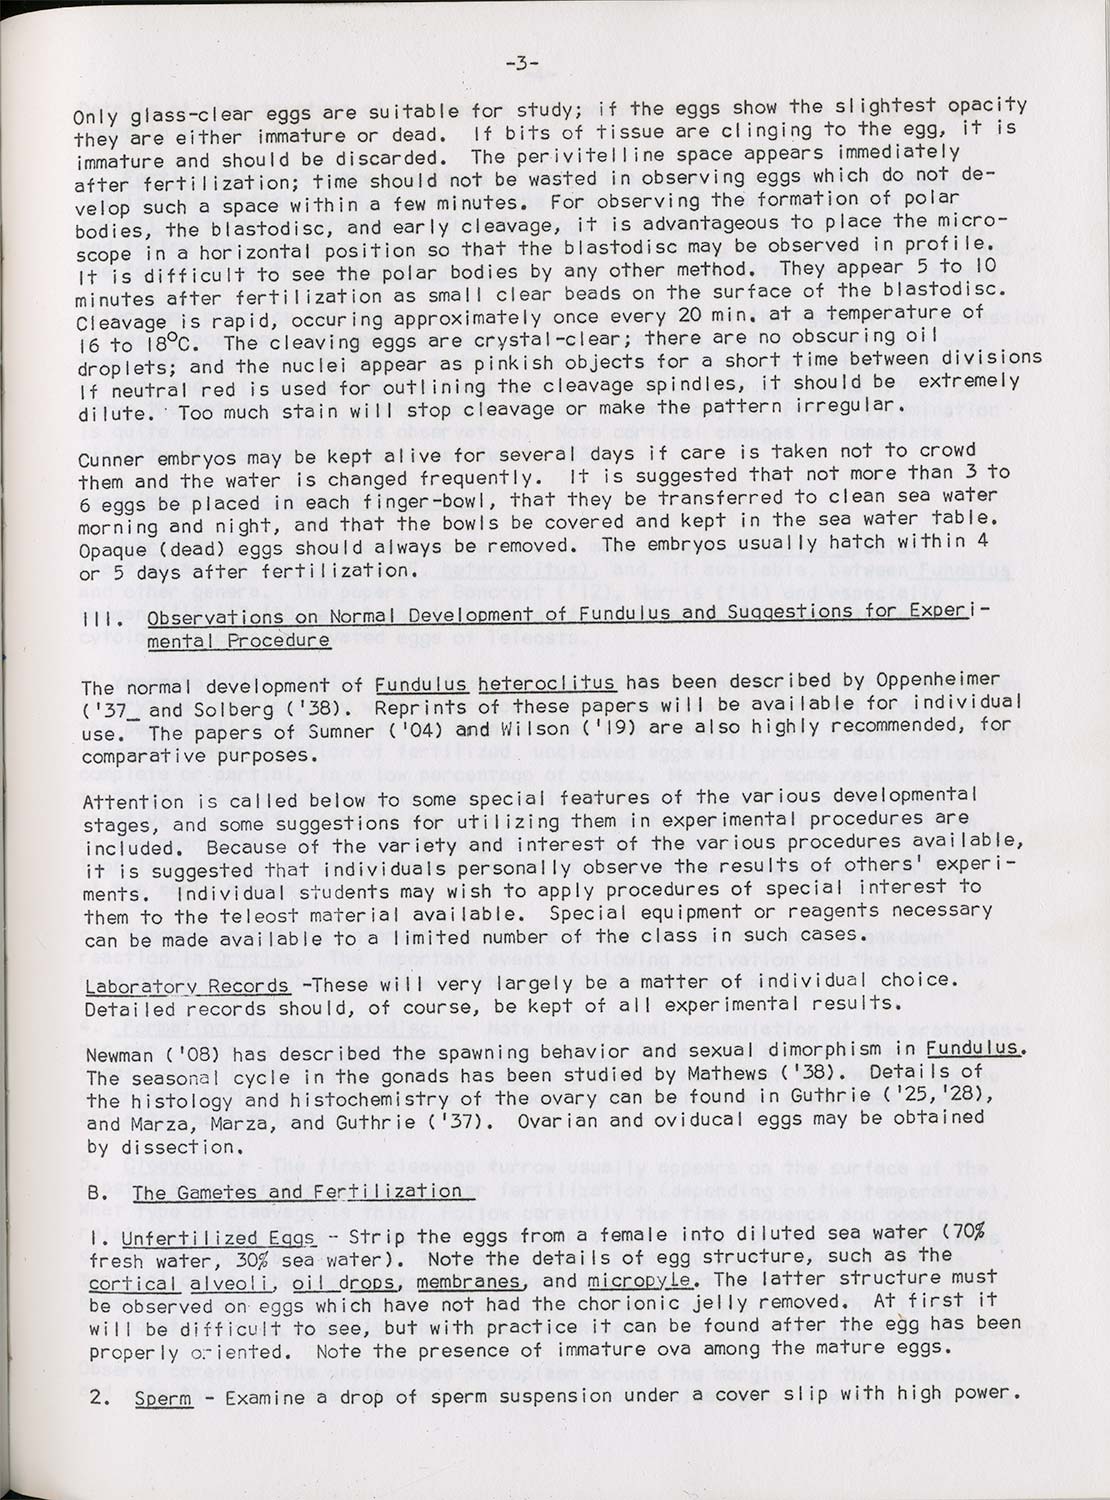 -3-
Only glass-clear eggs are suitable for study; if the eggs show the slightest opacity
they are either immature or dead. If bits of tissue are clinging to the egg, it is
immature and should be discarded. The perivitelline space appears immediately
after fertilization; time should not be wasted in observing eggs which do not de-
velop such a space within a few minutes. For observing the formation of polar
bodies, the blastodisc, and early cleavage, it is advantageous to place the micro-
scope in a horizontal position so that the blastodisc may be observed in profile.
It is difficult to see the polar bodies by any other method. They appear 5 to 10
minutes after fertilization as small clear beads on the surface of the blastodisc.
Cleavage is rapid, occuring approximately once every 20 min. at a temperature of
16 to 18°C. The cleaving eggs are crystal-clear; there are no obscuring oil
droplets; and the nuclei appear as pinkish objects for a short time between divisions
If neutral red is used for outlining the cleavage spindles, it should be extremely
dilute. Too much stain will stop cleavage or make the pattern irregular.
Cunner embryos may be kept alive for several days if care is taken not to crowd
them and the water is changed frequently. It is suggested that not more than 3 to
6 eggs be placed in each finger-bowl, that they be transferred to clean sea water
morning and night, and that the bowls be covered and kept in the sea water table.
Opaque (dead) eggs should always be removed. The embryos usually hatch within 4
or 5 days after fertilization.
III. Observations on Normal Development of Fundulus and Suggestions for Experi-
mental Procedure
The normal development of Fundulus heteroclitus has been described by Oppenheimer
('37_ and Solberg ('38). Reprints of these papers will be available for individual
use. The papers of Sumner ('04) and Wilson ('19) are also highly recommended, for
comparative purposes.
Attention is called below to some special features of the various developmental
stages, and some suggestions for utilizing them in experimental procedures are
included. Because of the variety and interest of the various procedures available,
it is suggested that individuals personally observe the results of others' experi-
ments. Individual students may wish to apply procedures of special interest to
them to the teleost material available. Special equipment or reagents necessary
can be made available to a limited number of the class in such cases.
Laboratory Records -These will very largely be a matter of individual choice.
Detailed records should, of course, be kept of all experimental results.
Newman ('08) has described the spawning behavior and sexual dimorphism in Fundulus.
The seasonal cycle in the gonads has been studied by Mathews ('38). Details of
the histology and histochemistry of the ovary can be found in Guthrie ('25,'28),
and Marza, Marza, and Guthrie ('37). Ovarian and oviducal eggs may be obtained
by dissection.
B. The Gametes and Fertilization
1. Unfertilized Eggs - Strip the eggs from a female into diluted sea water (70%
fresh water, 30% sea water). Note the details of egg structure, such as the
cortical alveoli, oil drops, membranes, and micropyle. The latter structure must
be observed on eggs which have not had the chorionic jelly removed. At first it
will be difficult to see, but with practice it can be found after the egg has been
properly oriented. Note the presence of immature ova among the mature eggs.
2. Sperm - Examine a drop of sperm suspension under a cover slip with high power.